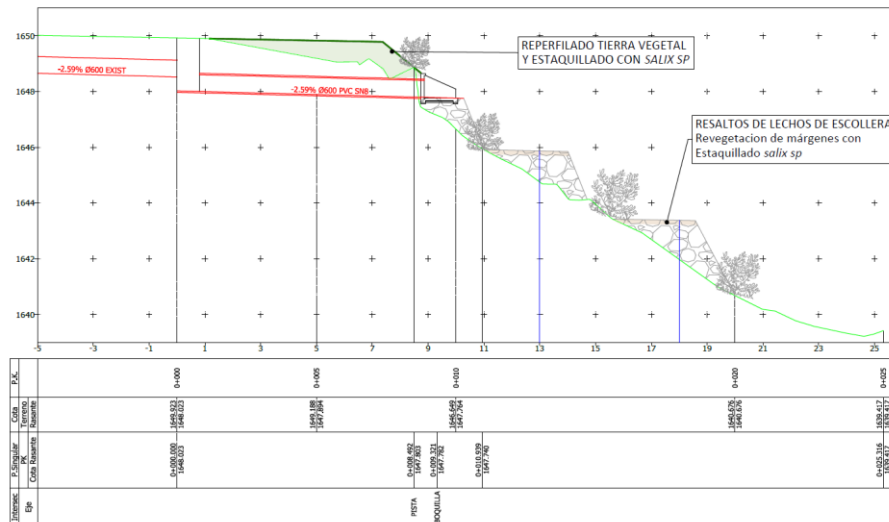 1650
1648
1646
1644
1642
1640
-2.59% Ø600 EXIST
-2.59% Ø600 PVC SN8
REPERFILADO TIERRA VEGETAL
Y ESTAQUILLADO CON SALIX SP
RESALTOS DE LECHOS DE ESCOLLERA
Revegetacion de márgenes con
Estaquillado salix sp
-5 -3 -1 1 3 5 7 9 11 13 15 17 19 21 23 25
P.K.
0+000 0+005 0+010 0+020 0+025
Cota
Terreno
1649.923 1649.188 1646.649 1640.676 1639.417
Rasante
1648.023 1647.894 1647.764 1640.676 1639.417
P.Singular
PK
0+000.000 0+008.492 0+009.321 0+010.939 0+025.316
Cota Rasante
1648.023 1647.803 1647.782 1647.740 1639.417
Intersec
Eje
PISTA
BOQUILLA